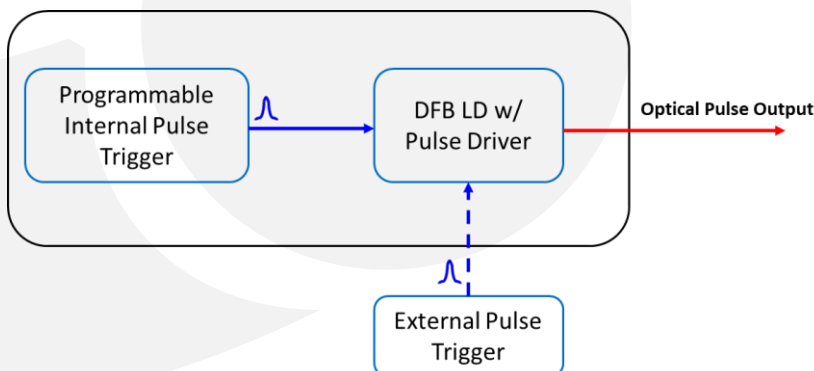 Programmable
Internal Pulse
Trigger
DFB LD w/
Pulse Driver
Optical Pulse Output
External Pulse
Trigger